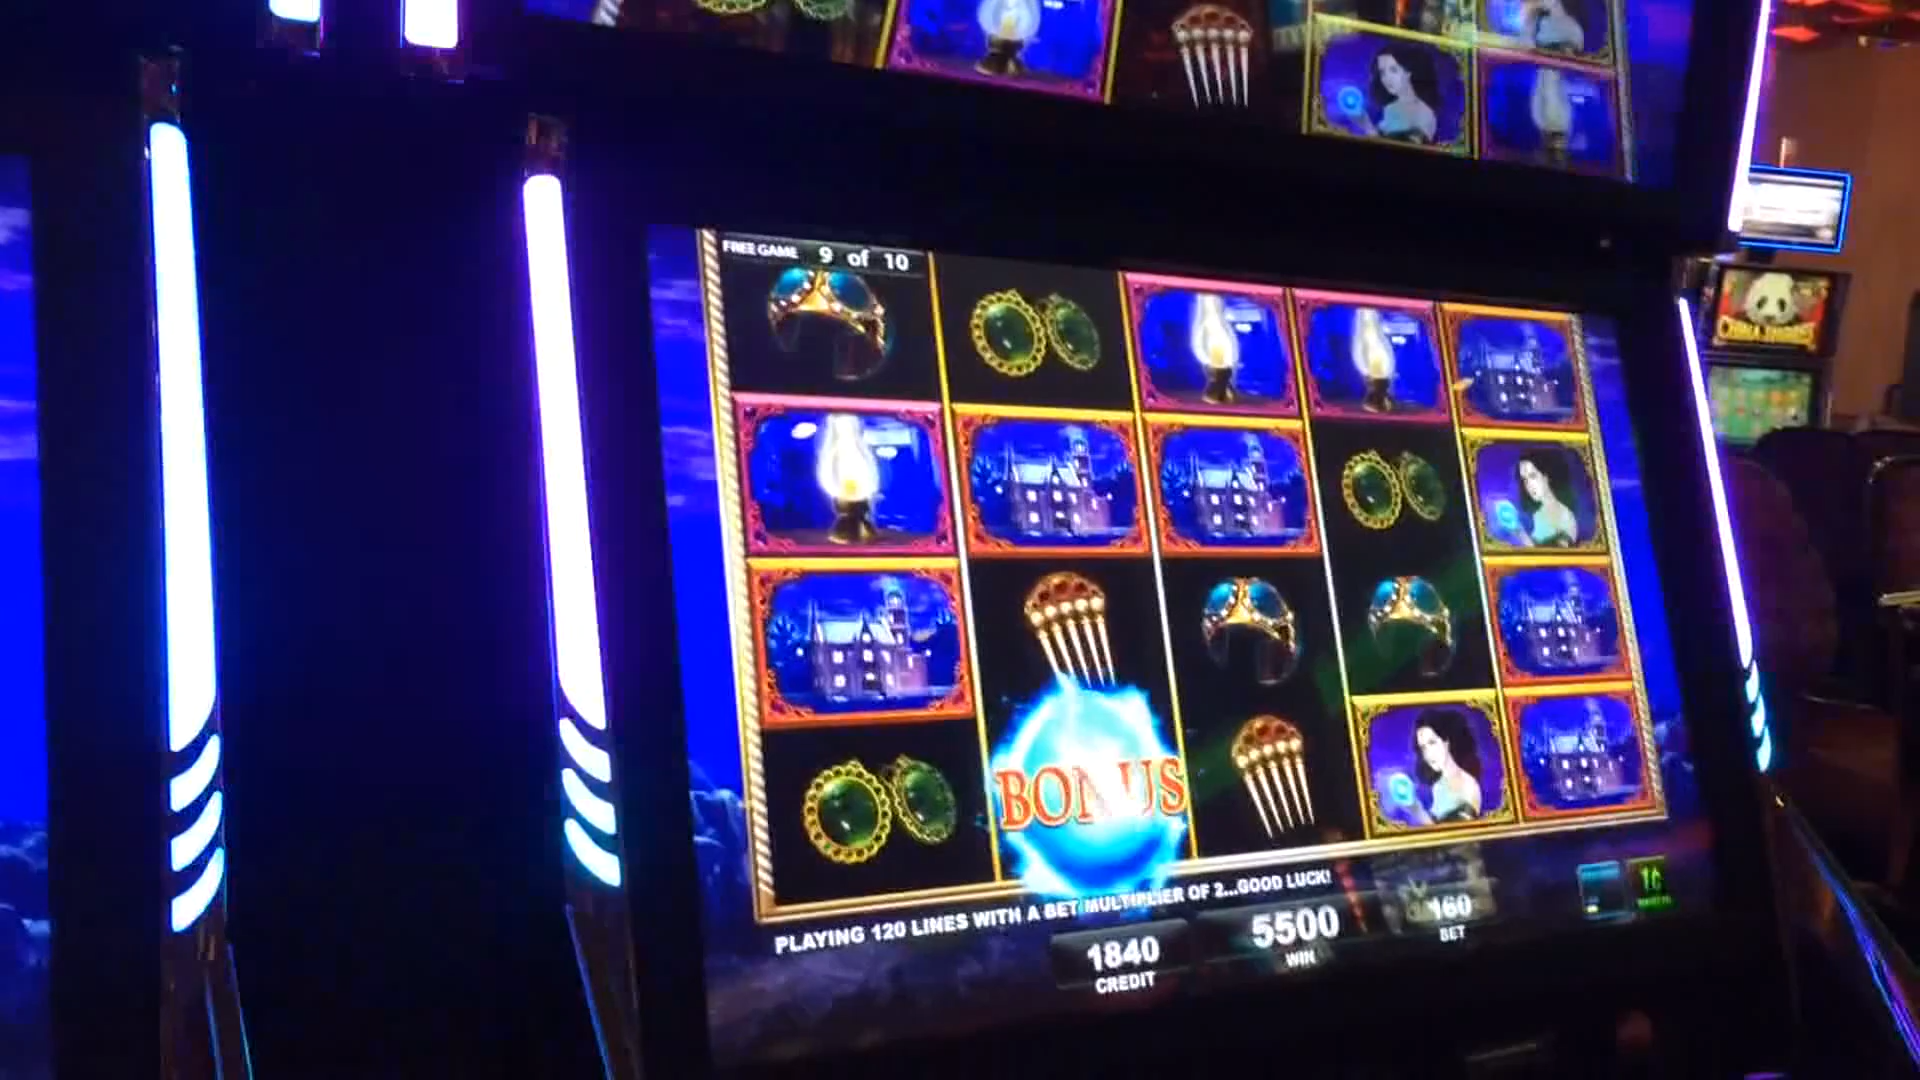 FREE GAME 9 of 10
BONUS
PLAYING 120 LINES WITH A BET MULTIPLIER OF 2...GOOD LUCK!
1840
CREDIT
5500
WIN
160
BET
1¢